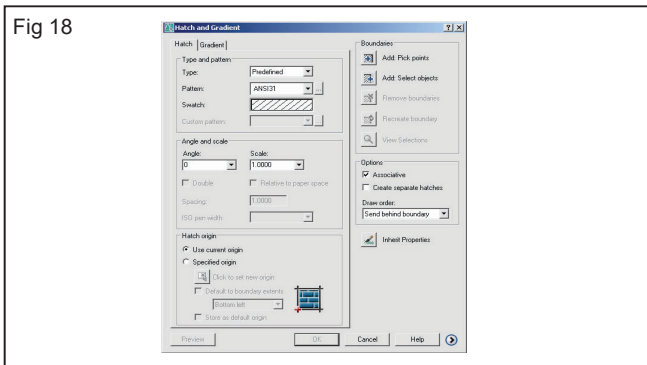 Fig 18
Hatch and Gradient
Hatch Gradient
Type and pattern
Type: Predefined
Pattern: ANSI31 ...
Swatch:
Custom pattern: ...
Angle and scale
Angle: Scale:
0 1.0000
Double Relative to paper space
Spacing: 1.0000
ISO pen width:
Hatch origin
Use current origin
Specified origin
Click to set new origin
Default to boundary extents
Bottom left
Store as default origin
Boundaries
Add: Pick points
Add: Select objects
Remove boundaries
Recreate boundary
View Selections
Options
Associative
Create separate hatches
Draw order:
Send behind boundary
Inherit Properties
Preview OK Cancel Help